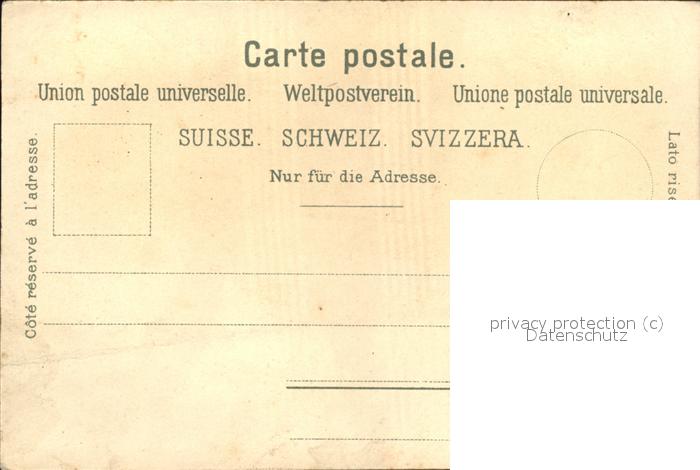 Carte postale.
Union postale universelle. Weltpostverein. Unione postale universale.
SUISSE. SCHWEIZ. SVIZZERA.
Nur für die Adresse.
Côté réservé à l'adresse.
Lato
privacy protection (c)
Datenschutz